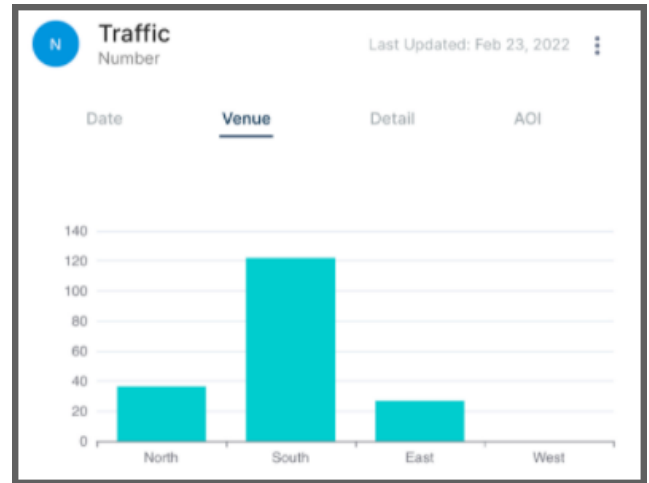 N
Traffic
Number
Last Updated: Feb 23, 2022
Date Venue Detail AOI
140
120
100
80
60
40
20
0
North South East West